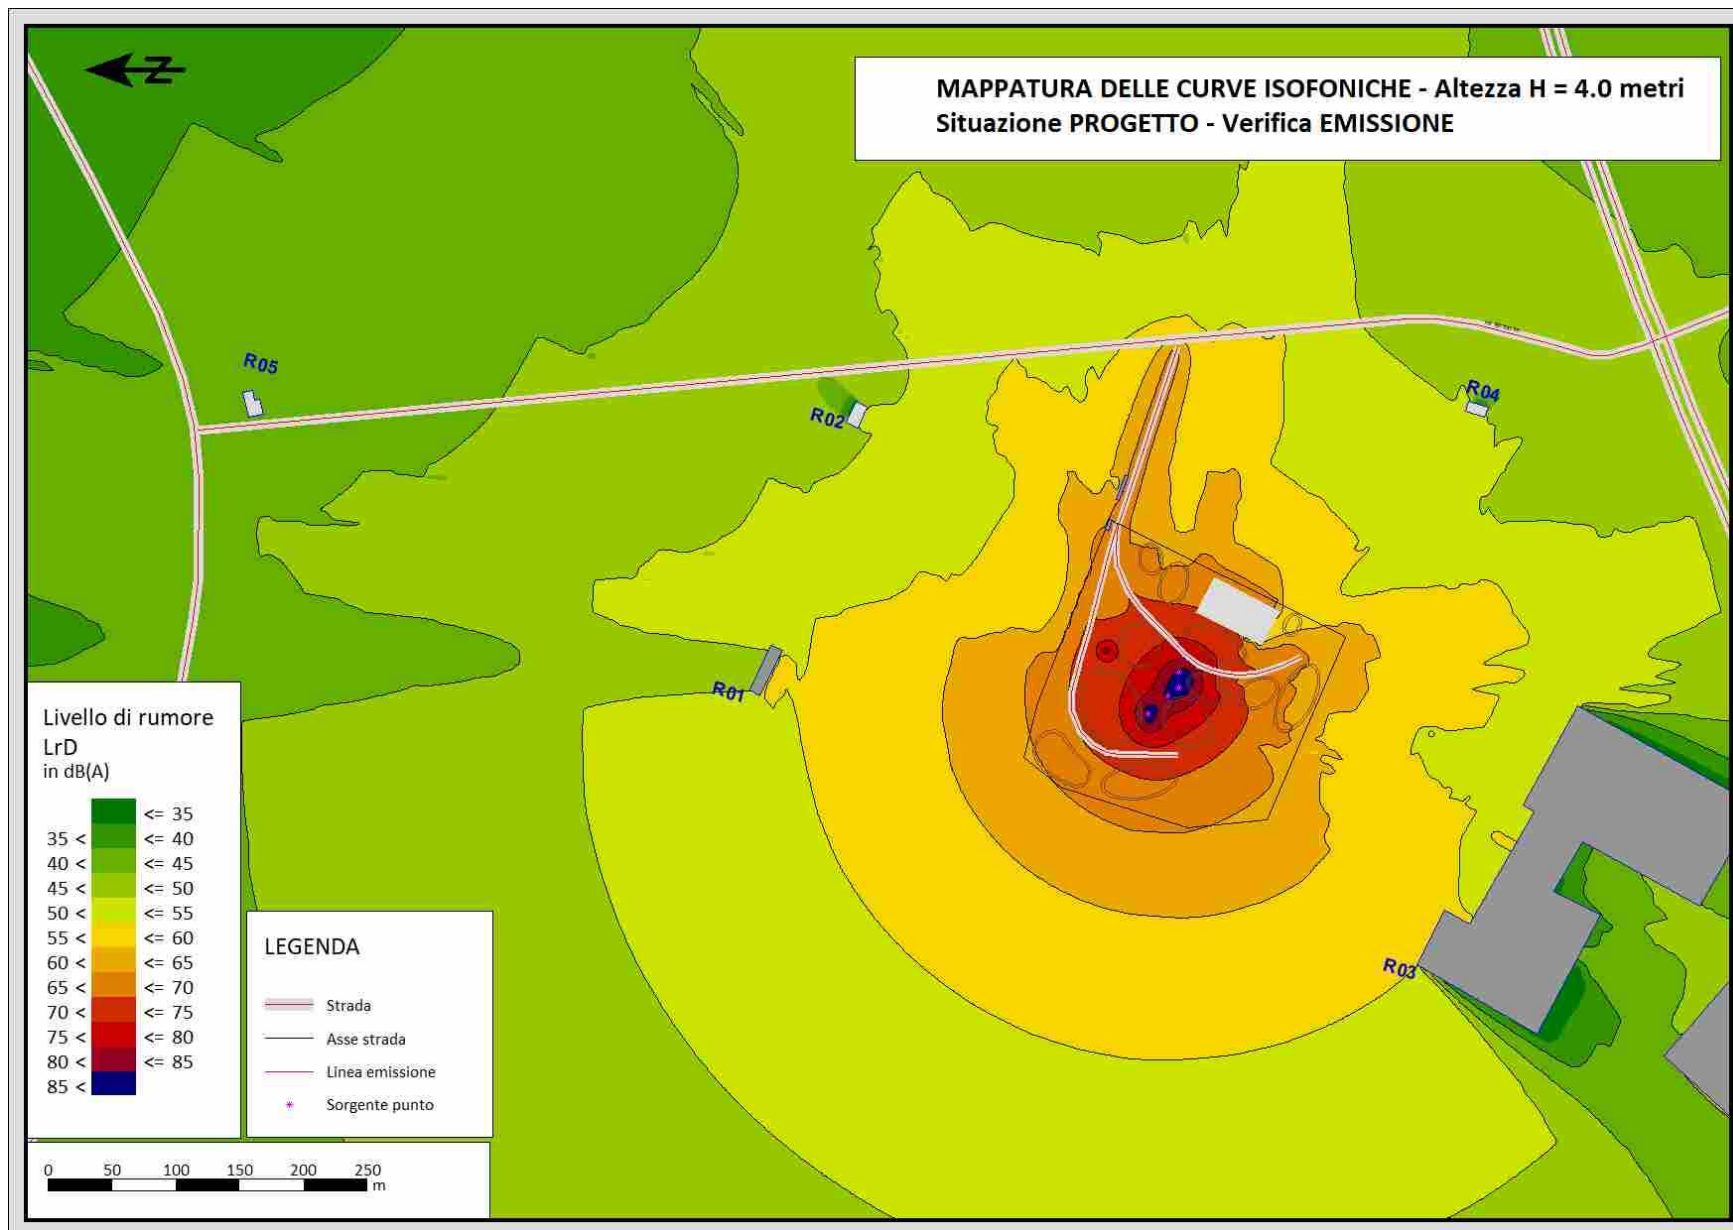 Z
MAPPATURA DELLE CURVE ISOFONICHE - Altezza H = 4.0 metri
Situazione PROGETTO - Verifica EMISSIONE
R05
R02
R04
R01
R03
Livello di rumore
LrD
in dB(A)
<= 35
35 < <= 40
40 < <= 45
45 < <= 50
50 < <= 55
55 < <= 60
60 < <= 65
65 < <= 70
70 < <= 75
75 < <= 80
80 < <= 85
85 <
LEGENDA
Strada
Asse strada
Linea emissione
Sorgente punto
0 50 100 150 200 250
m